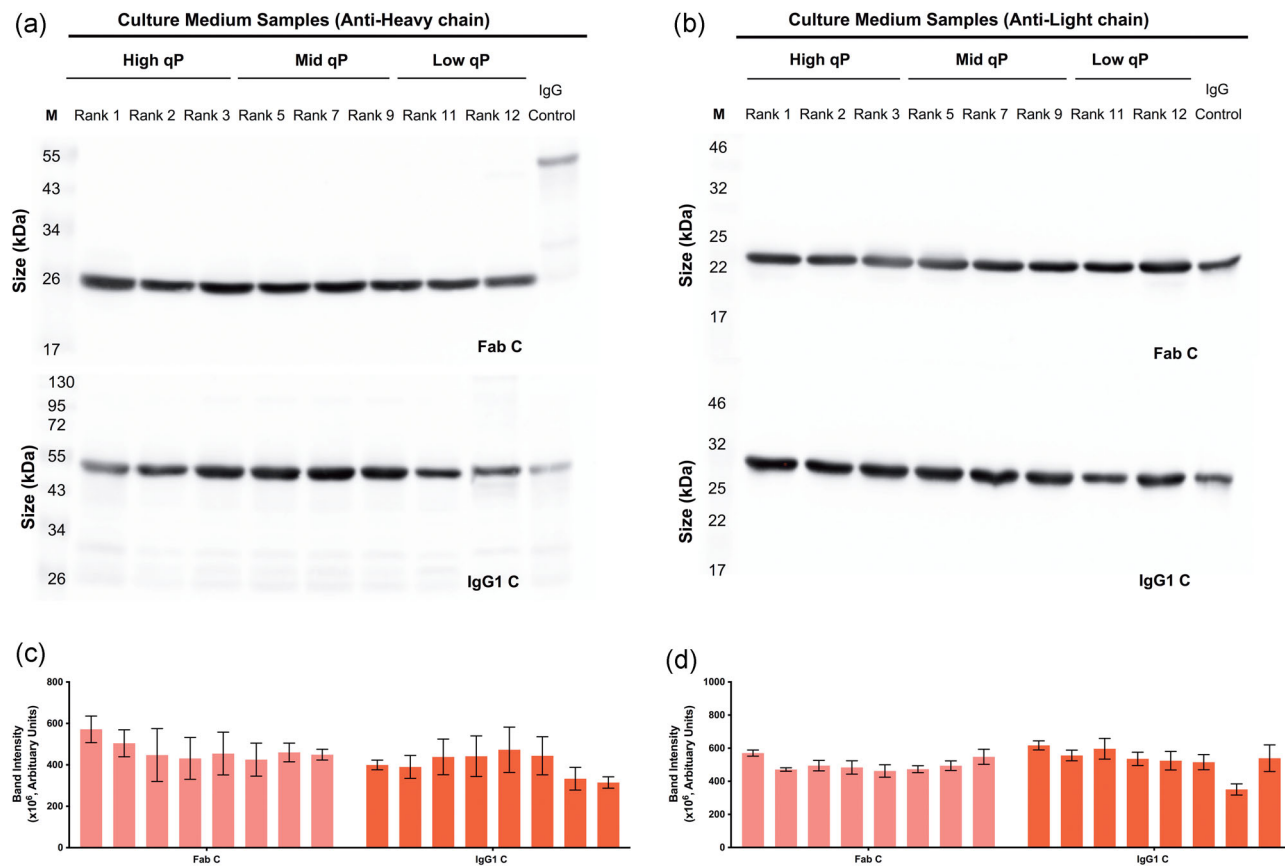 (a)
Culture Medium Samples (Anti-Heavy chain)
High qP Mid qP Low qP
IgG
M Rank 1 Rank 2 Rank 3 Rank 5 Rank 7 Rank 9 Rank 11 Rank 12 Control
55
43
34
26
17
Size (kDa)
Fab C
130
95
72
55
43
34
26
Size (kDa)
IgG1 C
(b)
Culture Medium Samples (Anti-Light chain)
High qP Mid qP Low qP
IgG
M Rank 1 Rank 2 Rank 3 Rank 5 Rank 7 Rank 9 Rank 11 Rank 12 Control
46
32
25
22
17
Size (kDa)
Fab C
46
32
25
22
17
Size (kDa)
IgG1 C
(c)
Band Intensity
(x10⁶, Arbituary Units)
800
600
400
200
0
Fab C IgG1 C
(d)
Band Intensity
(x10⁶, Arbituary Units)
1000
800
600
400
200
0
Fab C IgG1 C